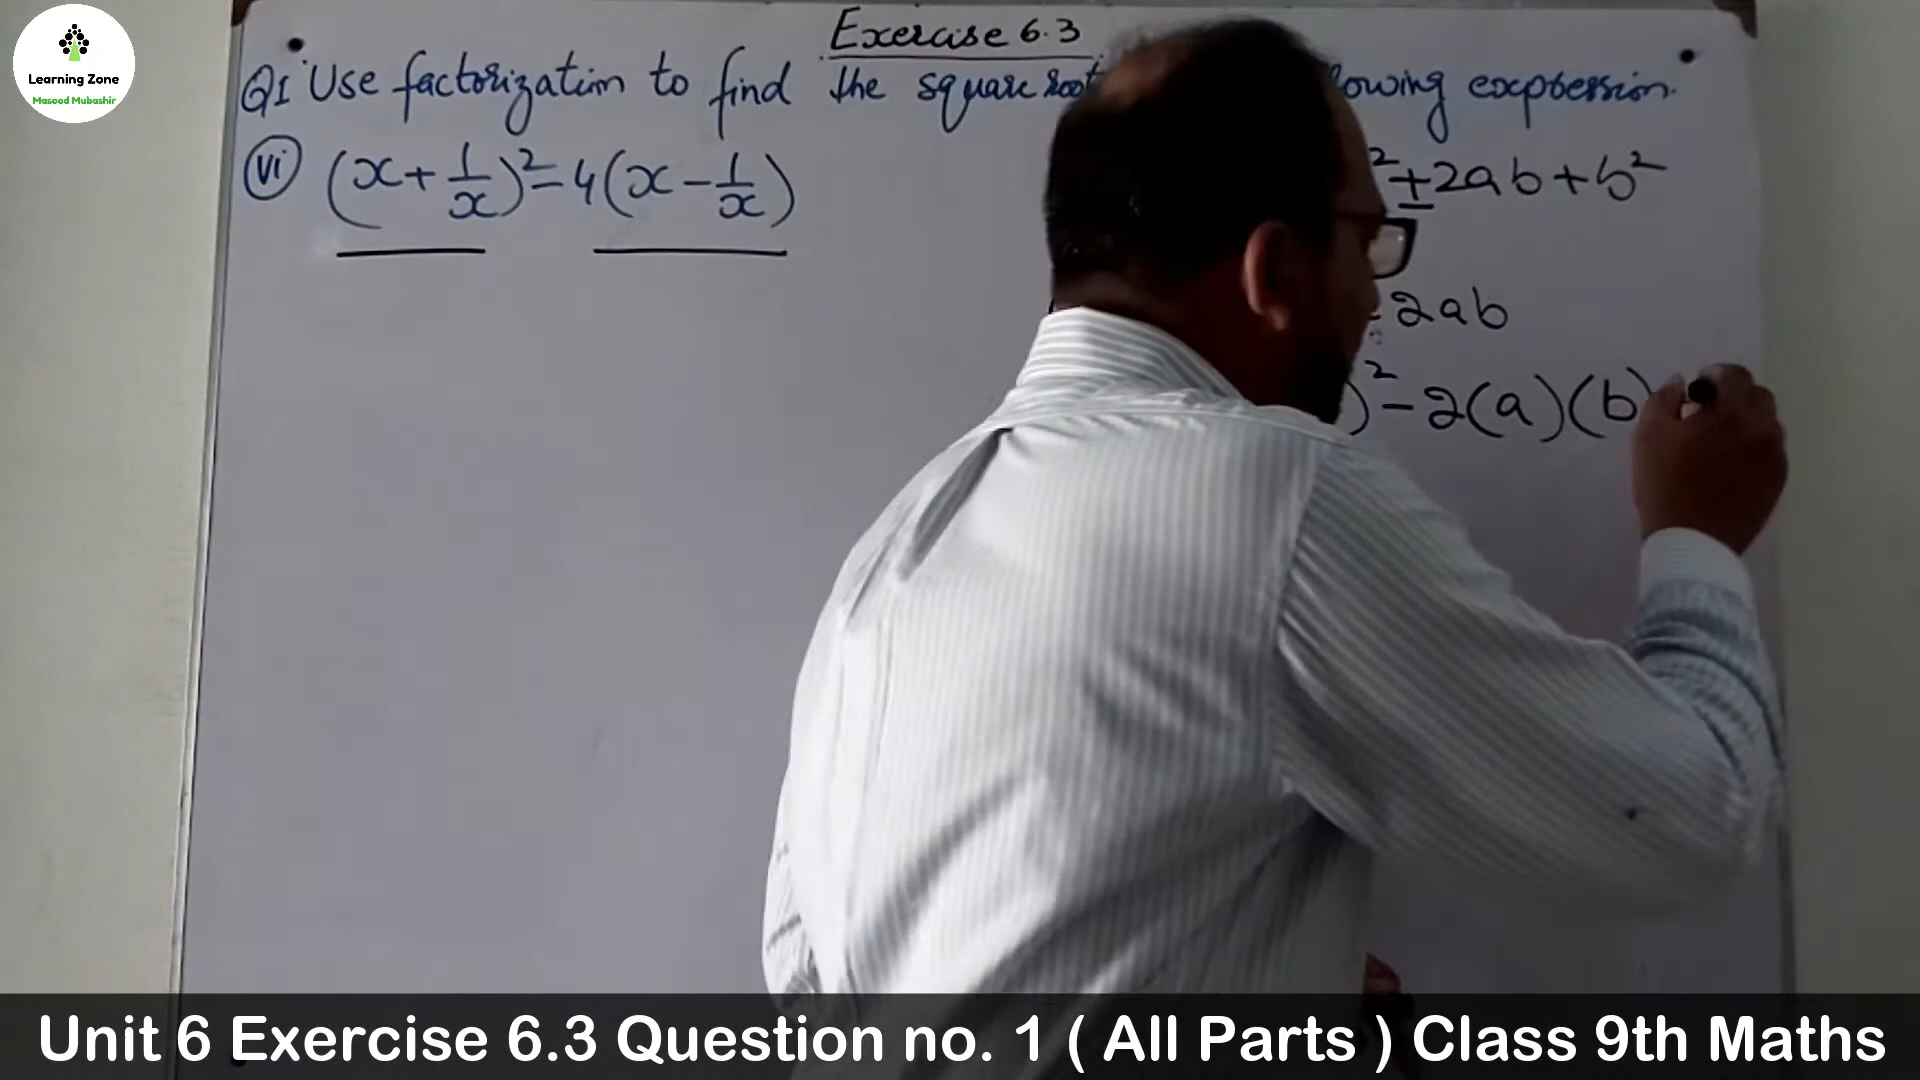 Learning Zone
Masood Mubashir
Exercise 6.3
Q1 Use factorization to find the square root lowing expression.
vi (x + 1/x)² - 4(x - 1/x)
² ± 2ab + b²
2ab
)² - 2(a)(b)
Unit 6 Exercise 6.3 Question no. 1 ( All Parts ) Class 9th Maths